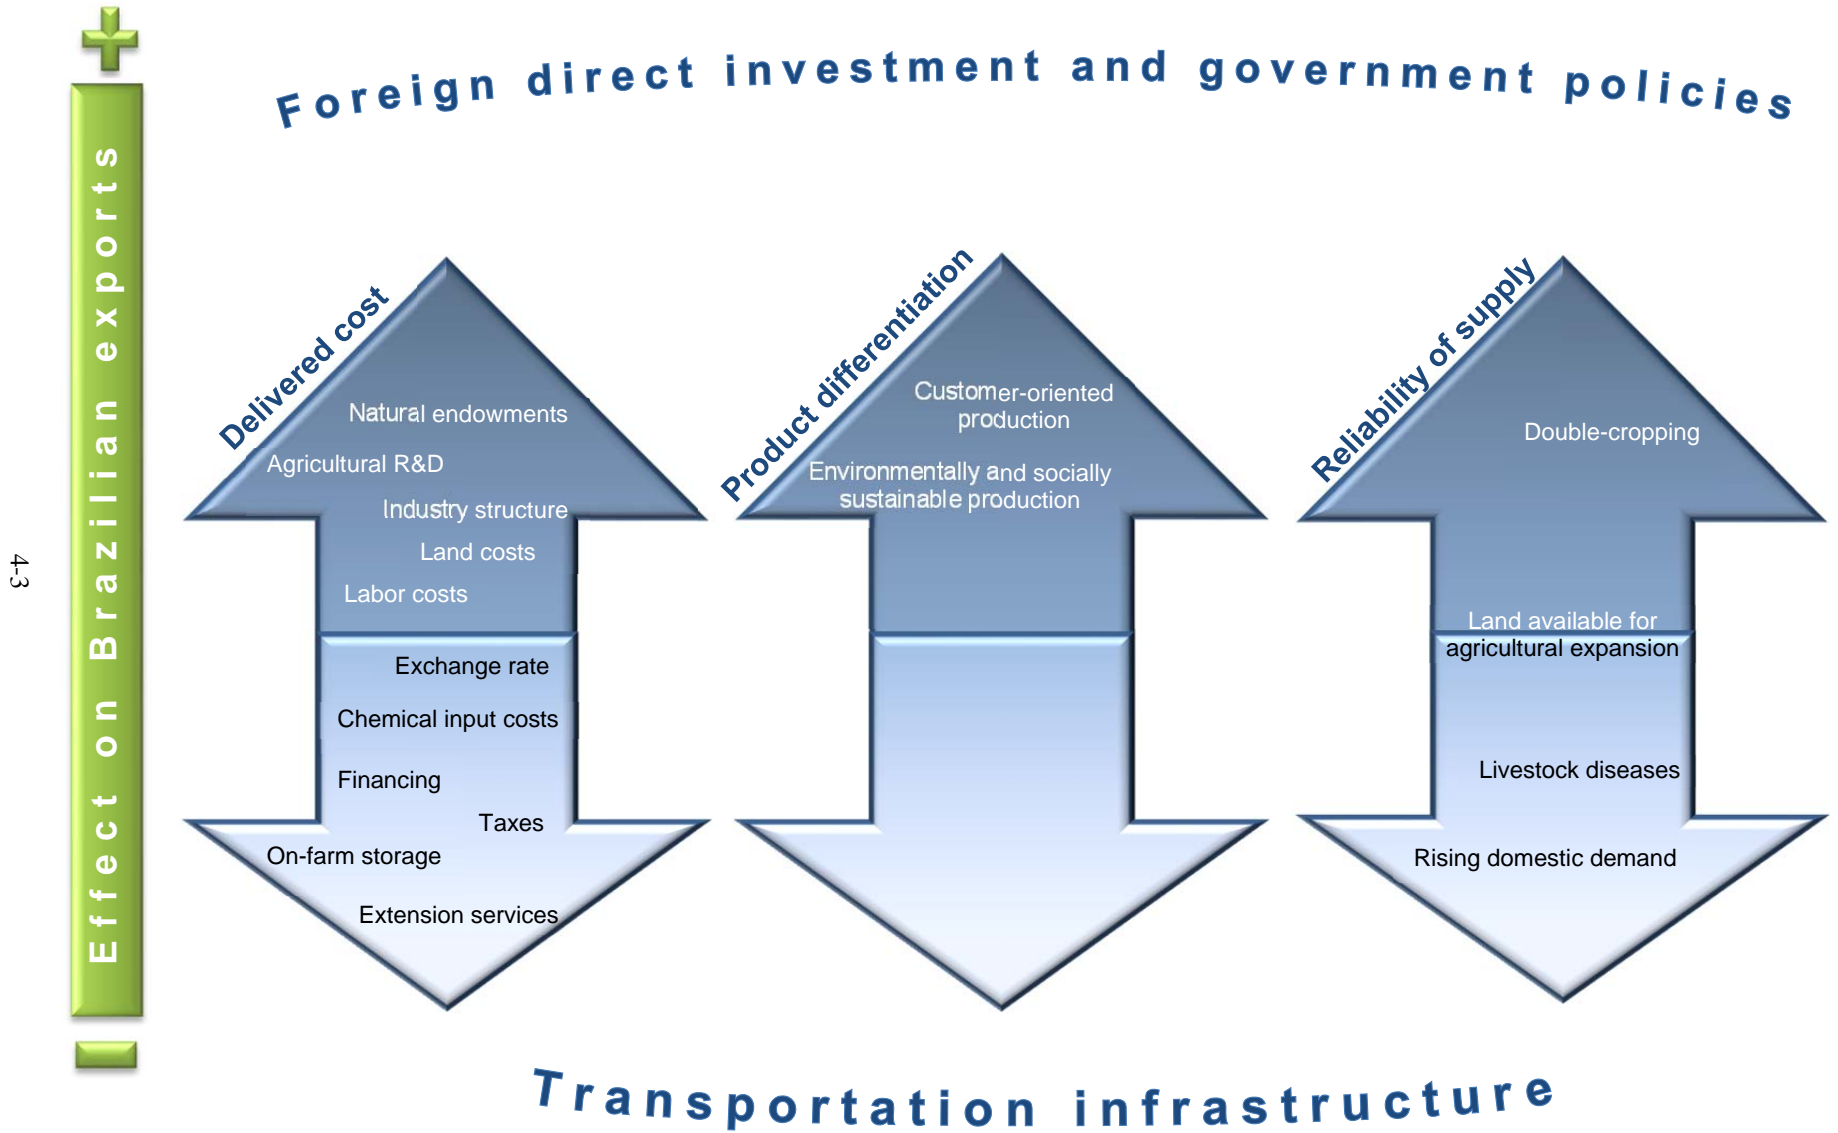 +
Foreign direct investment and government policies
Effect on Brazilian exports
4-3
Delivered cost
Natural endowments
Agricultural R&D
Industry structure
Land costs
Labor costs
Exchange rate
Chemical input costs
Financing
Taxes
On-farm storage
Extension services
Product differentiation
Customer-oriented
production
Environmentally and socially
sustainable production
Reliability of supply
Double-cropping
Land available for
agricultural expansion
Livestock diseases
Rising domestic demand
Transportation infrastructure